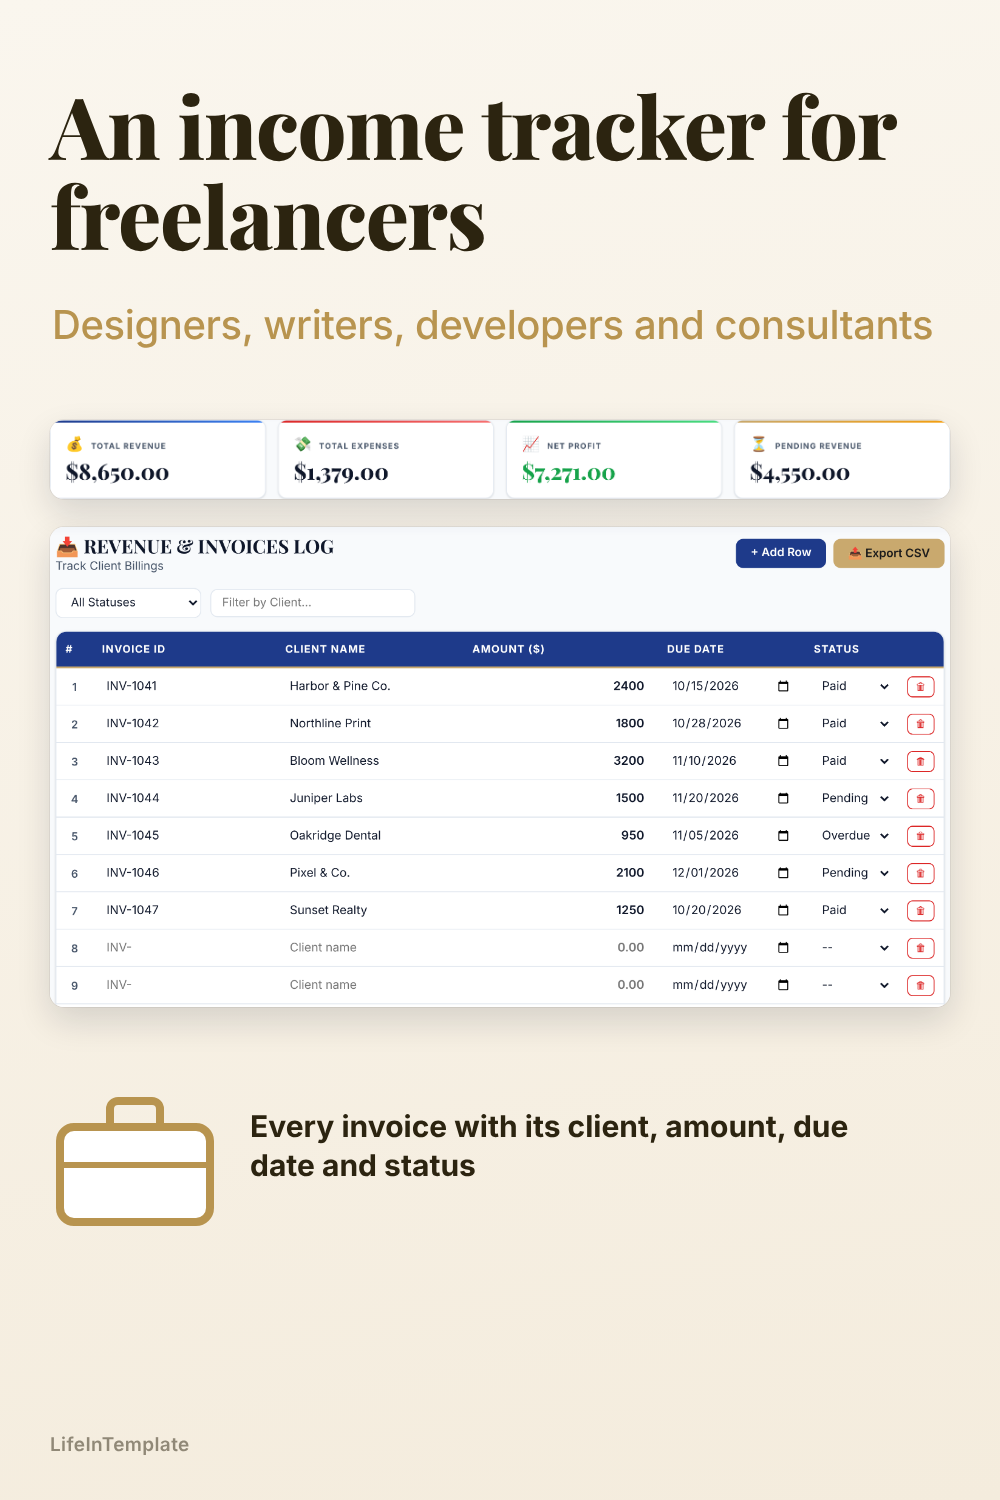 An income tracker for
freelancers
Designers, writers, developers and consultants
💰 TOTAL REVENUE
$8,650.00
💸 TOTAL EXPENSES
$1,379.00
📈 NET PROFIT
$7,271.00
⏳ PENDING REVENUE
$4,550.00
📥 REVENUE & INVOICES LOG
Track Client Billings
+ Add Row
📤 Export CSV
All Statuses
Filter by Client...
# INVOICE ID CLIENT NAME AMOUNT ($) DUE DATE STATUS
1 INV-1041 Harbor & Pine Co. 2400 10/15/2026 Paid
2 INV-1042 Northline Print 1800 10/28/2026 Paid
3 INV-1043 Bloom Wellness 3200 11/10/2026 Paid
4 INV-1044 Juniper Labs 1500 11/20/2026 Pending
5 INV-1045 Oakridge Dental 950 11/05/2026 Overdue
6 INV-1046 Pixel & Co. 2100 12/01/2026 Pending
7 INV-1047 Sunset Realty 1250 10/20/2026 Paid
8 INV- Client name 0.00 mm/dd/yyyy --
9 INV- Client name 0.00 mm/dd/yyyy --
Every invoice with its client, amount, due
date and status
LifeInTemplate